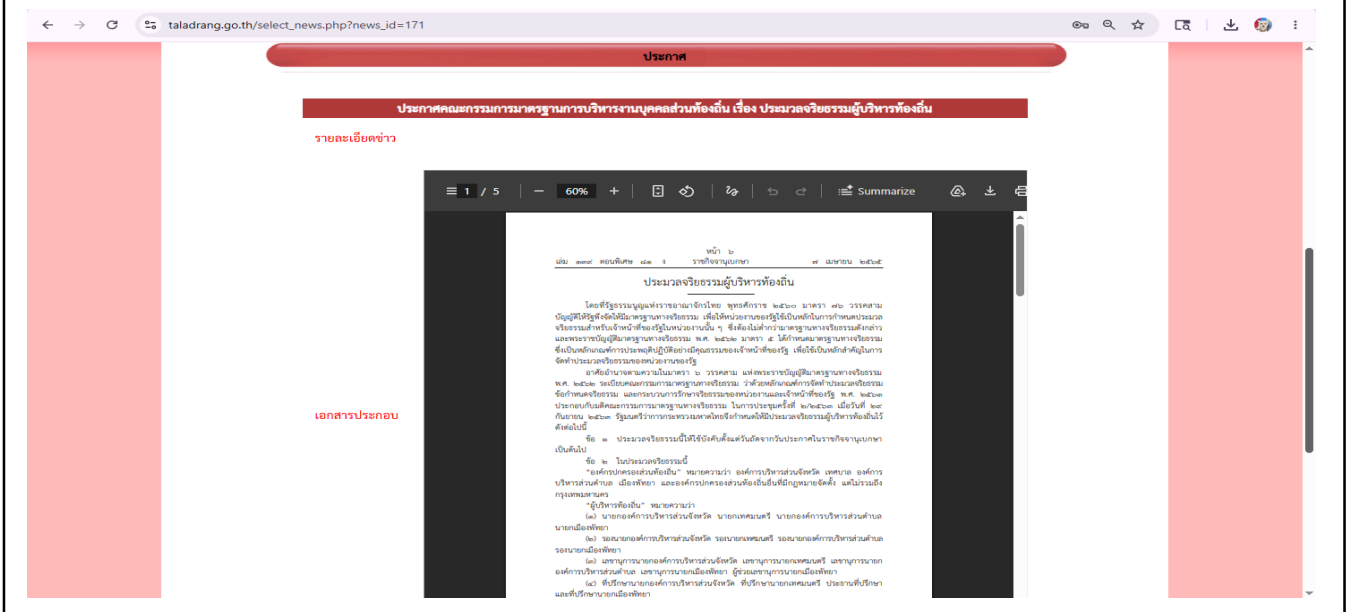 taladrang.go.th/select_news.php?news_id=171
ประกาศ
ประกาศคณะกรรมการมาตรฐานการบริหารงานบุคคลส่วนท้องถิ่น เรื่อง ประมวลจริยธรรมผู้บริหารท้องถิ่น
รายละเอียดข่าว
1 / 5 60% Summarize
หน้า ๖
เล่ม ๑๓๙ ตอนพิเศษ ๘๑ ง ราชกิจจานุเบกษา ๗ เมษายน ๒๕๖๕
ประมวลจริยธรรมผู้บริหารท้องถิ่น
โดยที่รัฐธรรมนูญแห่งราชอาณาจักรไทย พุทธศักราช ๒๕๖๐ มาตรา ๗๖ วรรคสาม
บัญญัติให้รัฐพึงจัดให้มีมาตรฐานทางจริยธรรม เพื่อให้หน่วยงานของรัฐใช้เป็นหลักในการกำหนดประมวล
จริยธรรมสำหรับเจ้าหน้าที่ของรัฐในหน่วยงานนั้น ๆ ซึ่งต้องไม่ต่ำกว่ามาตรฐานทางจริยธรรมดังกล่าว
และพระราชบัญญัติมาตรฐานทางจริยธรรม พ.ศ. ๒๕๖๒ มาตรา ๕ ได้กำหนดมาตรฐานทางจริยธรรม
ซึ่งเป็นหลักเกณฑ์การประพฤติปฏิบัติอย่างมีคุณธรรมของเจ้าหน้าที่ของรัฐ เพื่อใช้เป็นหลักสำคัญในการ
จัดทำประมวลจริยธรรมของหน่วยงานของรัฐ
อาศัยอำนาจตามความในมาตรา ๖ วรรคสาม แห่งพระราชบัญญัติมาตรฐานทางจริยธรรม
พ.ศ. ๒๕๖๒ ระเบียบคณะกรรมการมาตรฐานทางจริยธรรม ว่าด้วยหลักเกณฑ์การจัดทำประมวลจริยธรรม
ข้อกำหนดจริยธรรม และกระบวนการรักษาจริยธรรมของหน่วยงานและเจ้าหน้าที่ของรัฐ พ.ศ. ๒๕๖๓
ประกอบกับมติคณะกรรมการมาตรฐานทางจริยธรรม ในการประชุมครั้งที่ ๒/๒๕๖๓ เมื่อวันที่ ๒๙
กันยายน ๒๕๖๓ รัฐมนตรีว่าการกระทรวงมหาดไทยจึงกำหนดให้มีประมวลจริยธรรมผู้บริหารท้องถิ่นไว้
ดังต่อไปนี้
เอกสารประกอบ
ข้อ ๑ ประมวลจริยธรรมนี้ให้ใช้บังคับตั้งแต่วันถัดจากวันประกาศในราชกิจจานุเบกษา
เป็นต้นไป
ข้อ ๒ ในประมวลจริยธรรมนี้
“องค์กรปกครองส่วนท้องถิ่น” หมายความว่า องค์การบริหารส่วนจังหวัด เทศบาล องค์การ
บริหารส่วนตำบล เมืองพัทยา และองค์กรปกครองส่วนท้องถิ่นอื่นที่มีกฎหมายจัดตั้ง แต่ไม่รวมถึง
กรุงเทพมหานคร
“ผู้บริหารท้องถิ่น” หมายความว่า
(๑) นายกองค์การบริหารส่วนจังหวัด นายกเทศมนตรี นายกองค์การบริหารส่วนตำบล
นายกเมืองพัทยา
(๒) รองนายกองค์การบริหารส่วนจังหวัด รองนายกเทศมนตรี รองนายกองค์การบริหารส่วนตำบล
รองนายกเมืองพัทยา
(๓) เลขานุการนายกองค์การบริหารส่วนจังหวัด เลขานุการนายกเทศมนตรี เลขานุการนายก
องค์การบริหารส่วนตำบล เลขานุการนายกเมืองพัทยา ผู้ช่วยเลขานุการนายกเมืองพัทยา
(๔) ที่ปรึกษานายกองค์การบริหารส่วนจังหวัด ที่ปรึกษานายกเทศมนตรี ประธานที่ปรึกษา
และที่ปรึกษานายกเมืองพัทยา